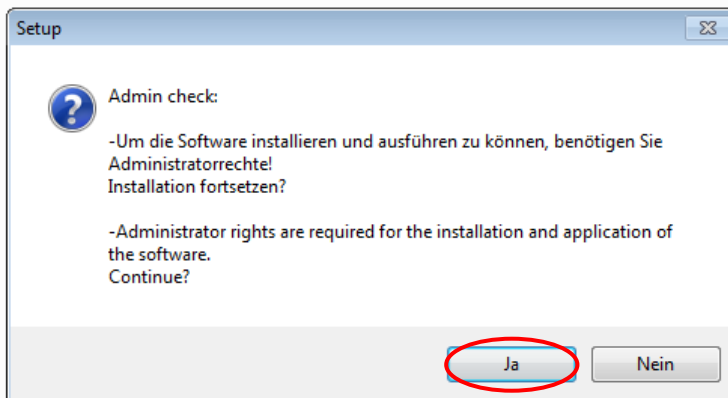 Setup
Admin check:
-Um die Software installieren und ausführen zu können, benötigen Sie
Administratorrechte!
Installation fortsetzen?
-Administrator rights are required for the installation and application of
the software.
Continue?
Ja
Nein